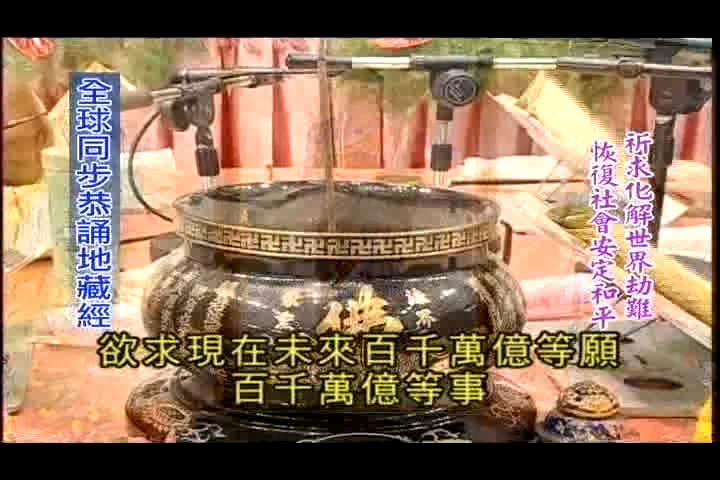 全球同步恭誦地藏經
祈求化解世界劫難
恢復社會安定和平
佛
欲求現在未來百千萬億等願
百千萬億等事